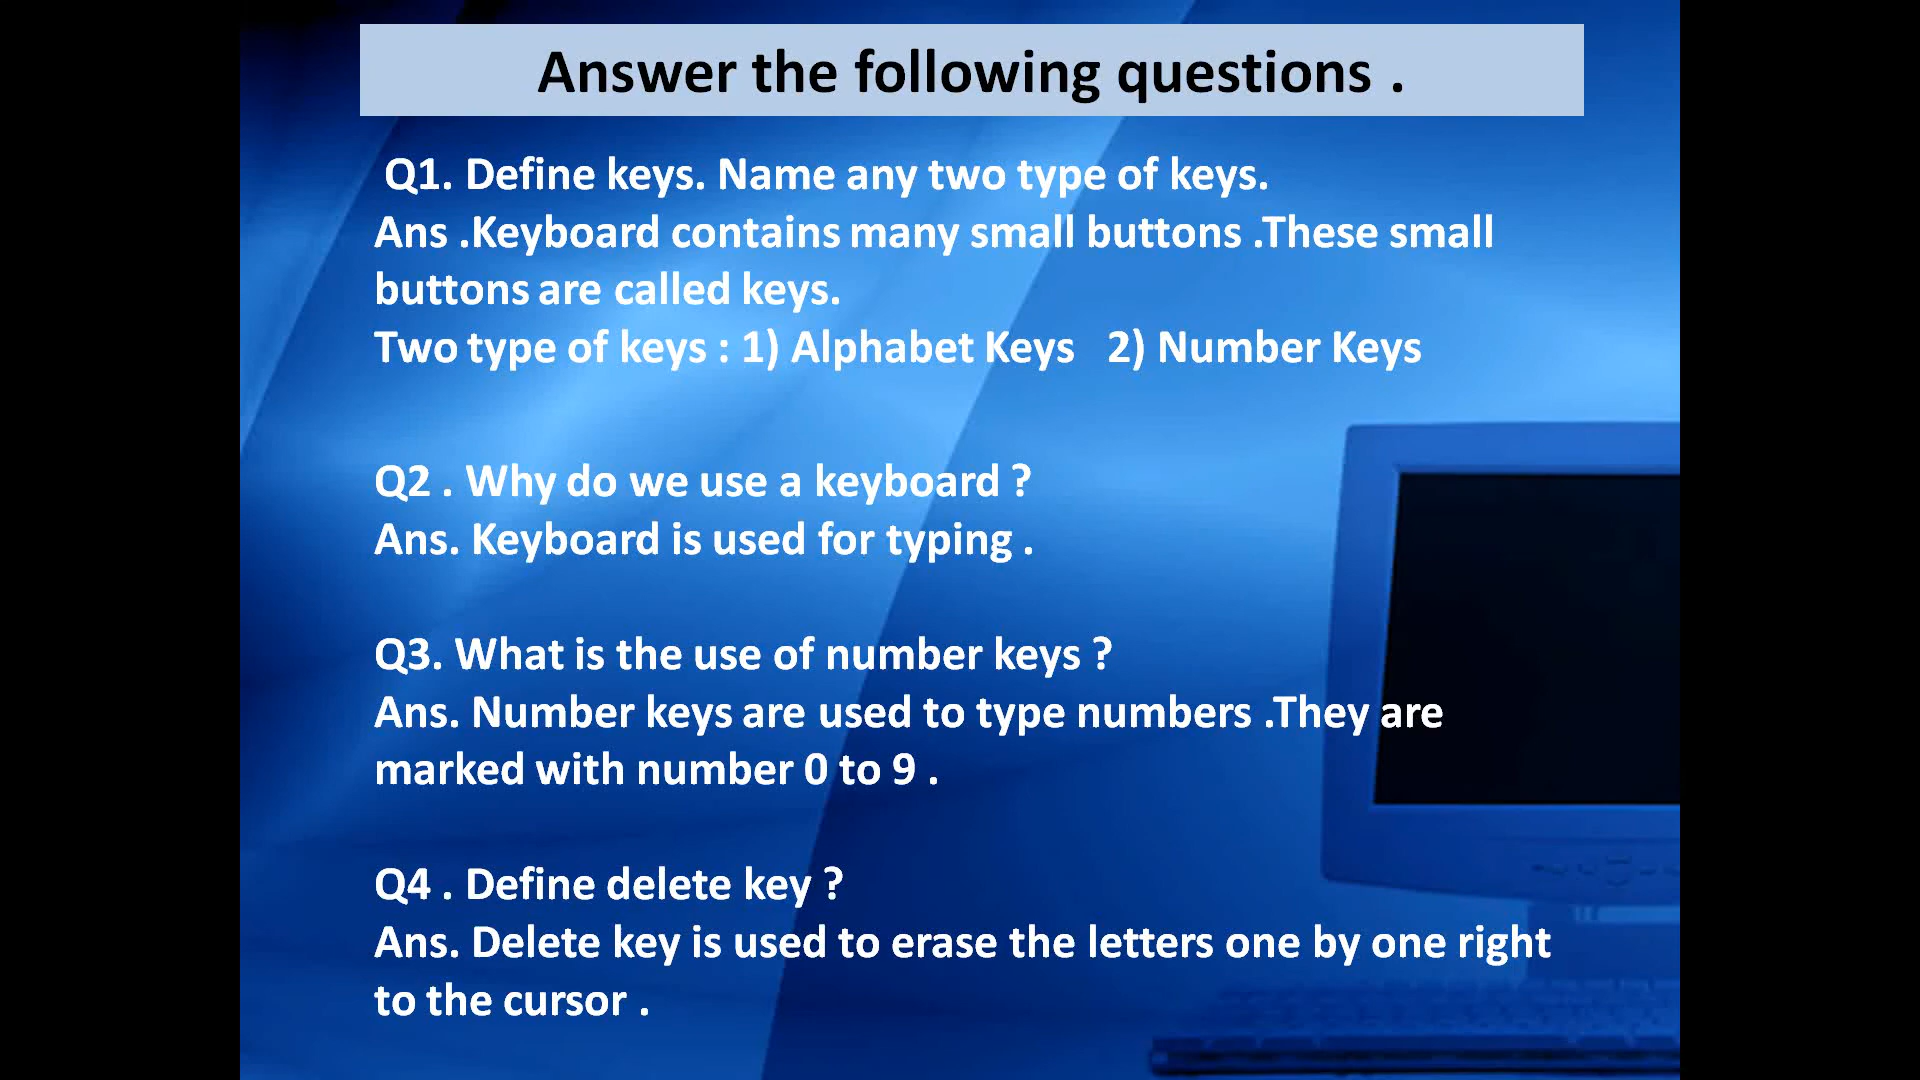 Answer the following questions .
Q1. Define keys. Name any two type of keys.
Ans .Keyboard contains many small buttons .These small
buttons are called keys.
Two type of keys : 1) Alphabet Keys 2) Number Keys
Q2 . Why do we use a keyboard ?
Ans. Keyboard is used for typing .
Q3. What is the use of number keys ?
Ans. Number keys are used to type numbers .They are
marked with number 0 to 9 .
Q4 . Define delete key ?
Ans. Delete key is used to erase the letters one by one right
to the cursor .